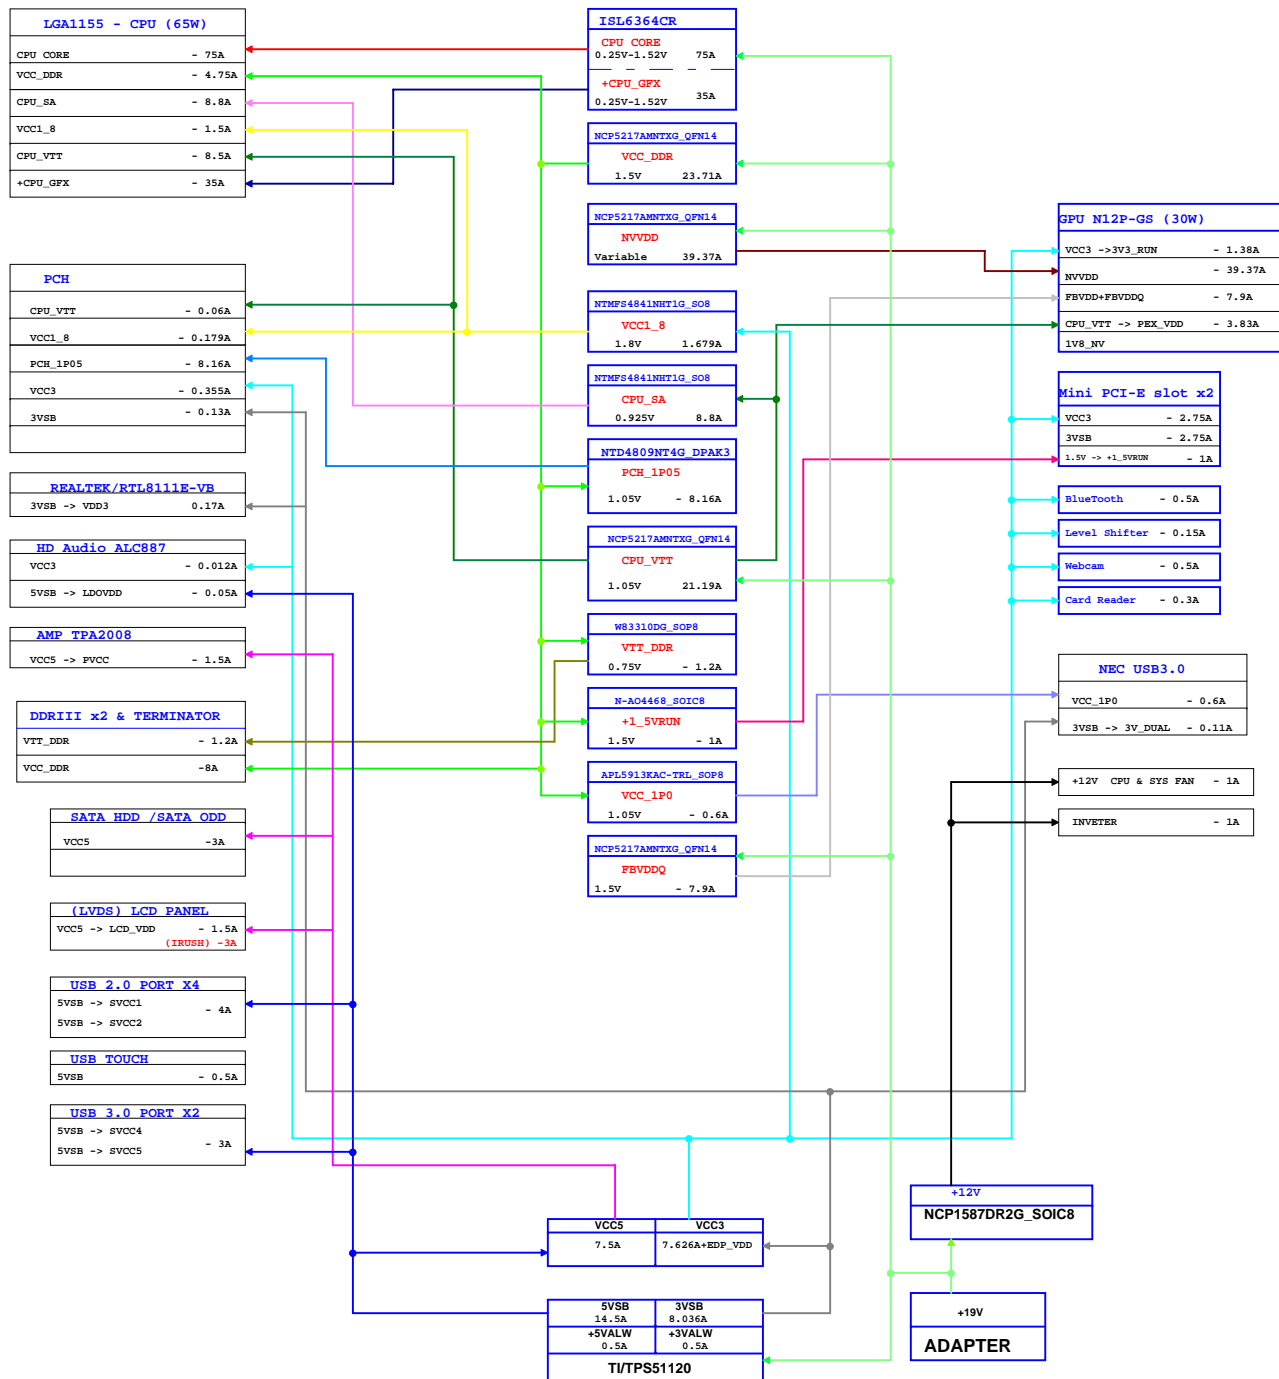 LGA1155 - CPU (65W)
CPU CORE - 75A
VCC_DDR - 4.75A
CPU_SA - 8.8A
VCC1_8 - 1.5A
CPU_VTT - 8.5A
+CPU_GFX - 35A
PCH
CPU_VTT - 0.06A
VCC1_8 - 0.179A
PCH_1P05 - 8.16A
VCC3 - 0.355A
3VSB - 0.13A
REALTEK/RTL8111E-VB
3VSB -> VDD3 0.17A
HD Audio ALC887
VCC3 - 0.012A
5VSB -> LDOVDD - 0.05A
AMP TPA2008
VCC5 -> PVCC - 1.5A
DDRIII x2 & TERMINATOR
VTT_DDR - 1.2A
VCC_DDR -8A
SATA HDD /SATA ODD
VCC5 -3A
(LVDS) LCD PANEL
VCC5 -> LCD_VDD - 1.5A
(IRUSH) -3A
USB 2.0 PORT X4
5VSB -> SVCC1
- 4A
5VSB -> SVCC2
USB TOUCH
5VSB - 0.5A
USB 3.0 PORT X2
5VSB -> SVCC4
- 3A
5VSB -> SVCC5
ISL6364CR
CPU CORE
0.25V-1.52V 75A
+CPU_GFX
35A
0.25V-1.52V
NCP5217AMNTXG_QFN14
VCC_DDR
1.5V 23.71A
NCP5217AMNTXG_QFN14
NVVDD
Variable 39.37A
NTMFS4841NHT1G_SO8
VCC1_8
1.8V 1.679A
NTMFS4841NHT1G_SO8
CPU_SA
0.925V 8.8A
NTD4809NT4G_DPAK3
PCH_1P05
1.05V - 8.16A
NCP5217AMNTXG_QFN14
CPU_VTT
1.05V 21.19A
W83310DG_SOP8
VTT_DDR
0.75V - 1.2A
N-AO4468_SOIC8
+1_5VRUN
1.5V - 1A
APL5913KAC-TRL_SOP8
VCC_1P0
1.05V - 0.6A
NCP5217AMNTXG_QFN14
FBVDDQ
1.5V - 7.9A
VCC5 VCC3
7.5A 7.626A+EDP_VDD
5VSB 3VSB
14.5A 8.036A
+5VALW +3VALW
0.5A 0.5A
TI/TPS51120
GPU N12P-GS (30W)
VCC3 ->3V3_RUN - 1.38A
NVVDD - 39.37A
FBVDD+FBVDDQ - 7.9A
CPU_VTT -> PEX_VDD - 3.83A
1V8_NV
Mini PCI-E slot x2
VCC3 - 2.75A
3VSB - 2.75A
1.5V -> +1_5VRUN - 1A
BlueTooth - 0.5A
Level Shifter - 0.15A
Webcam - 0.5A
Card Reader - 0.3A
NEC USB3.0
VCC_1P0 - 0.6A
3VSB -> 3V_DUAL - 0.11A
+12V CPU & SYS FAN - 1A
INVETER - 1A
+12V
NCP1587DR2G_SOIC8
+19V
ADAPTER